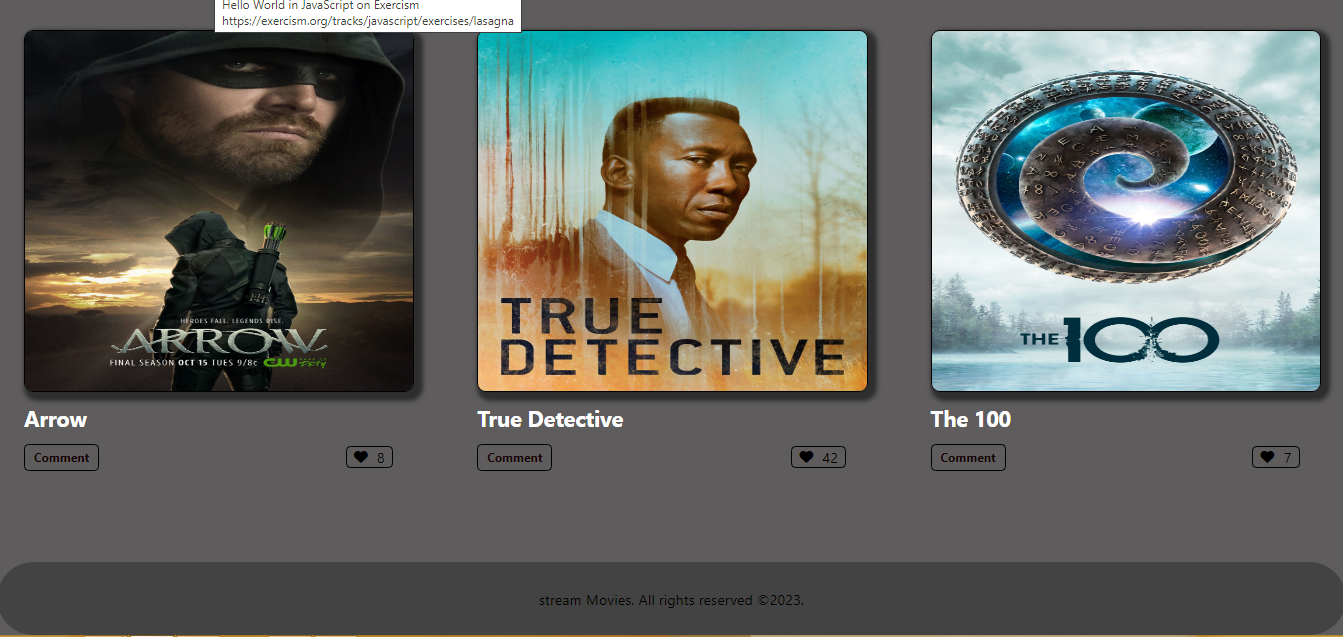 Hello World in JavaScript on Exercism
https://exercism.org/tracks/javascript/exercises/lasagna
HEROES FALL. LEGENDS RISE.
ARROW
FINAL SEASON OCT 15 TUES 9/8c CW
TRUE
DETECTIVE
THE 100
Arrow
True Detective
The 100
Comment
8
Comment
42
Comment
7
stream Movies. All rights reserved ©2023.